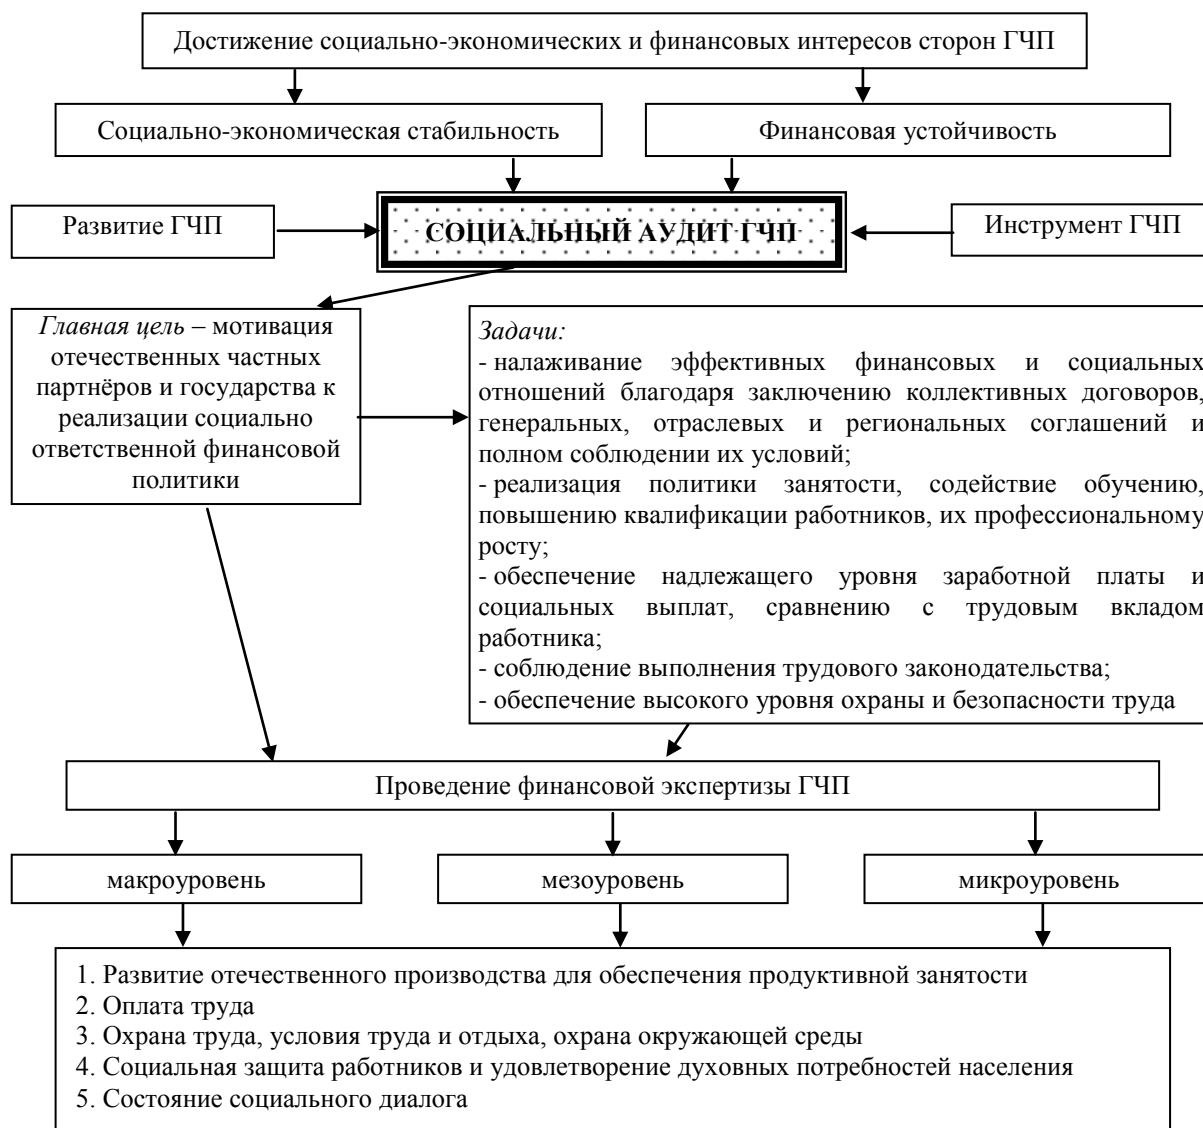 Достижение социально-экономических и финансовых интересов сторон ГЧП
Социально-экономическая стабильность
Финансовая устойчивость
Развитие ГЧП
СОЦИАЛЬНЫЙ АУДИТ ГЧП
Инструмент ГЧП
Главная цель – мотивация
отечественных частных
партнёров и государства к
реализации социально
ответственной финансовой
политики
Задачи:
- налаживание эффективных финансовых и социальных
отношений благодаря заключению коллективных договоров,
генеральных, отраслевых и региональных соглашений и
полном соблюдении их условий;
- реализация политики занятости, содействие обучению,
повышению квалификации работников, их профессиональному
росту;
- обеспечение надлежащего уровня заработной платы и
социальных выплат, сравнению с трудовым вкладом
работника;
- соблюдение выполнения трудового законодательства;
- обеспечение высокого уровня охраны и безопасности труда
Проведение финансовой экспертизы ГЧП
макроуровень
мезоуровень
микроуровень
1. Развитие отечественного производства для обеспечения продуктивной занятости
2. Оплата труда
3. Охрана труда, условия труда и отдыха, охрана окружающей среды
4. Социальная защита работников и удовлетворение духовных потребностей населения
5. Состояние социального диалога